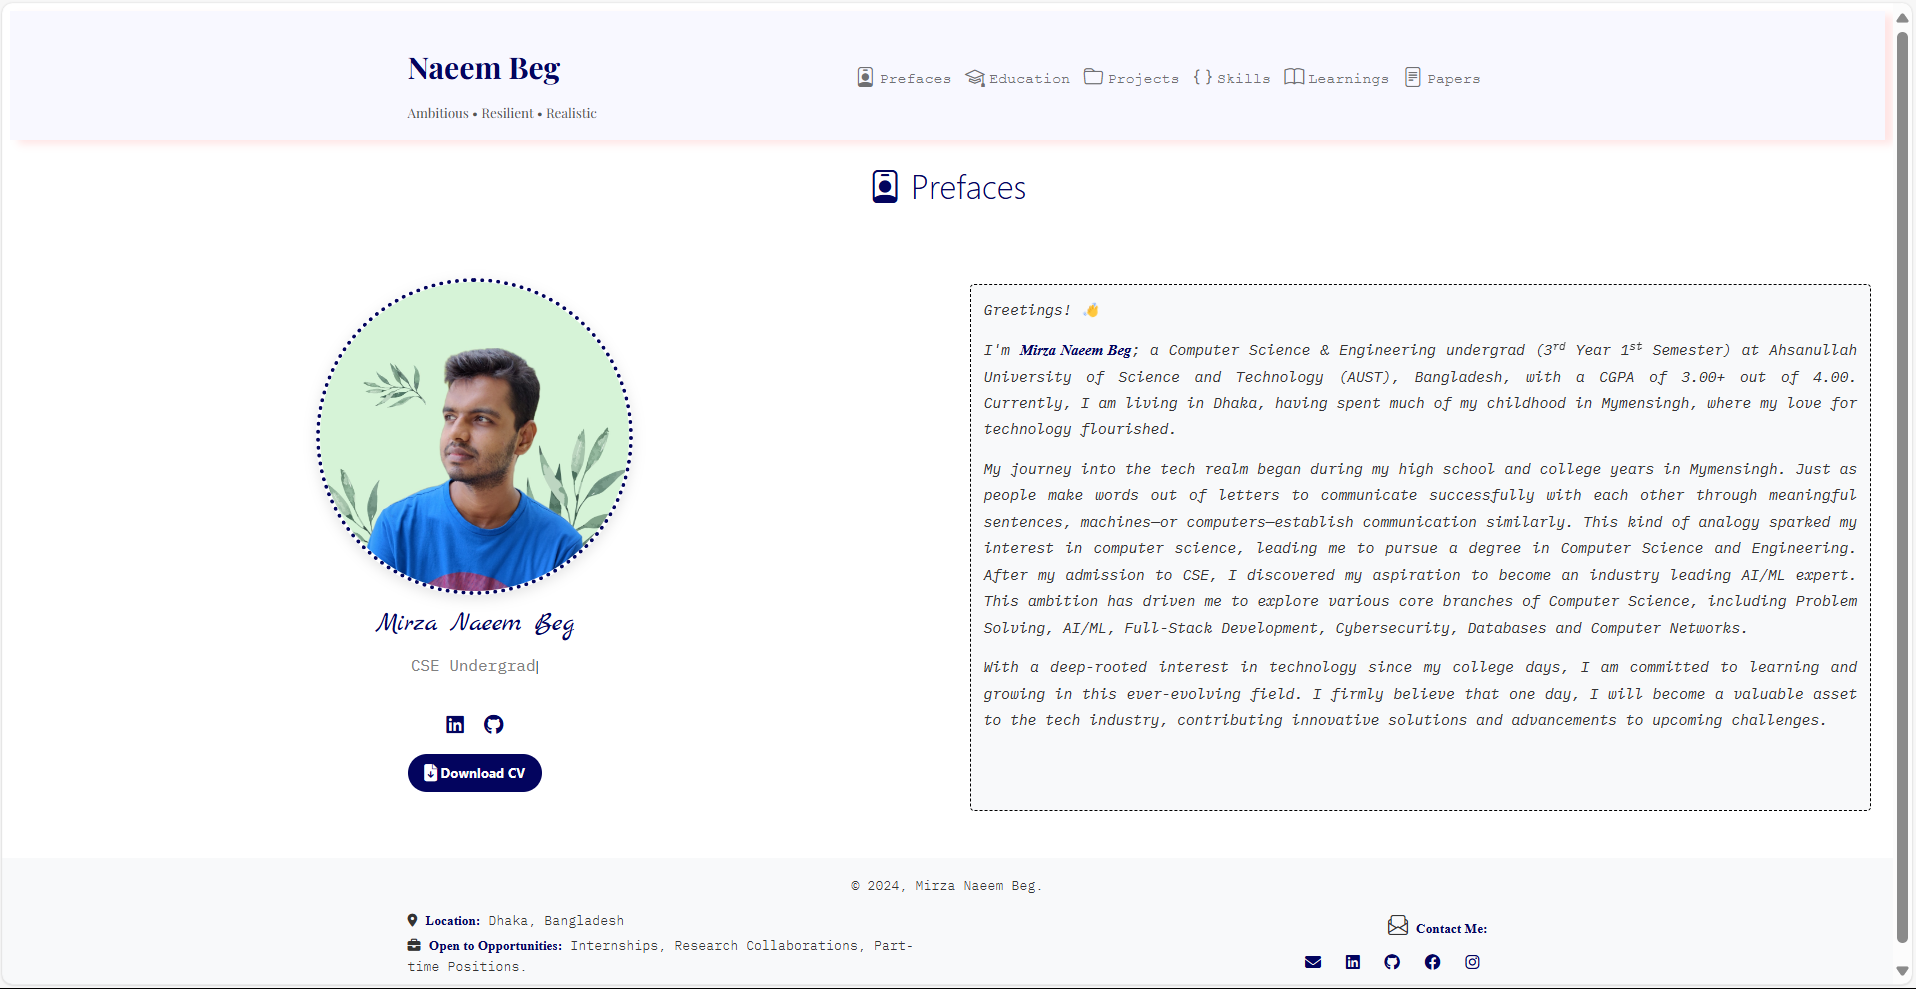 Naeem Beg
Ambitious • Resilient • Realistic
Prefaces Education Projects Skills Learnings Papers
Prefaces
Mirza Naeem Beg
CSE Undergrad|
Download CV
Greetings! 👋
I'm Mirza Naeem Beg; a Computer Science & Engineering undergrad (3rd Year 1st Semester) at Ahsanullah
University of Science and Technology (AUST), Bangladesh, with a CGPA of 3.00+ out of 4.00.
Currently, I am living in Dhaka, having spent much of my childhood in Mymensingh, where my love for
technology flourished.
My journey into the tech realm began during my high school and college years in Mymensingh. Just as
people make words out of letters to communicate successfully with each other through meaningful
sentences, machines—or computers—establish communication similarly. This kind of analogy sparked my
interest in computer science, leading me to pursue a degree in Computer Science and Engineering.
After my admission to CSE, I discovered my aspiration to become an industry leading AI/ML expert.
This ambition has driven me to explore various core branches of Computer Science, including Problem
Solving, AI/ML, Full-Stack Development, Cybersecurity, Databases and Computer Networks.
With a deep-rooted interest in technology since my college days, I am committed to learning and
growing in this ever-evolving field. I firmly believe that one day, I will become a valuable asset
to the tech industry, contributing innovative solutions and advancements to upcoming challenges.
© 2024, Mirza Naeem Beg.
Location: Dhaka, Bangladesh
Open to Opportunities: Internships, Research Collaborations, Part-
time Positions.
Contact Me: